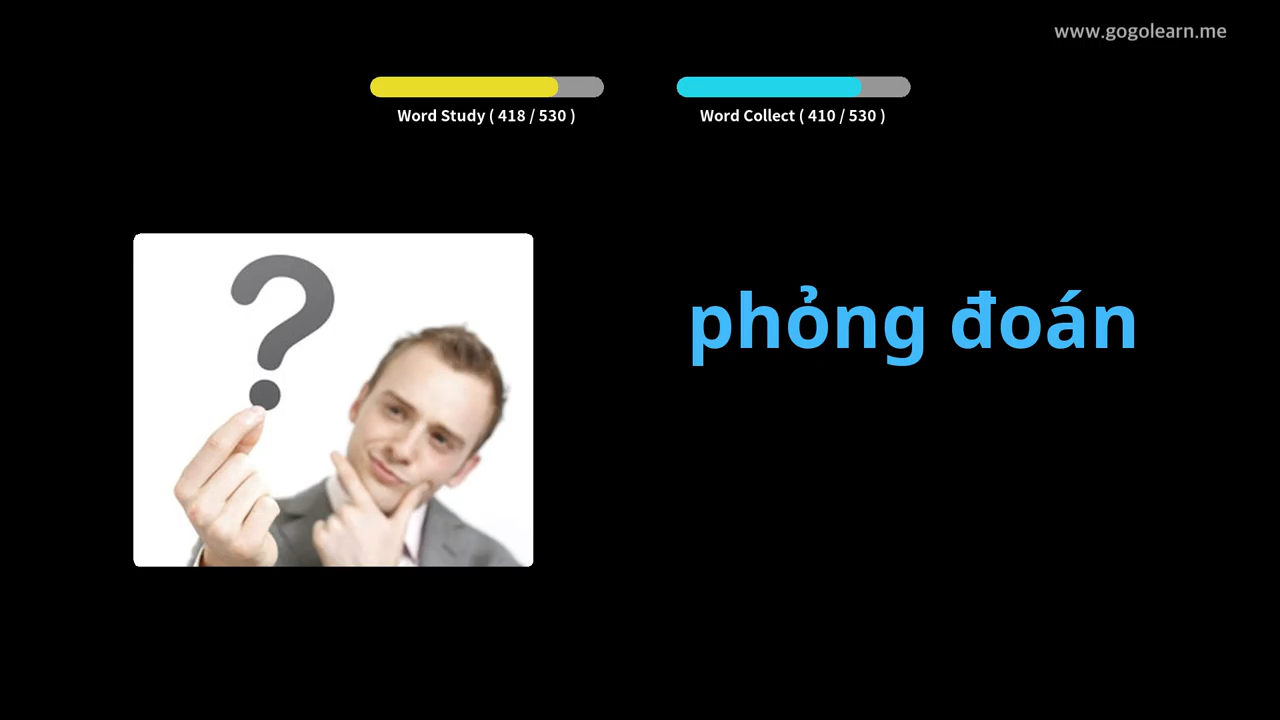 www.gogolearn.me
Word Study ( 418 / 530 )
Word Collect ( 410 / 530 )
?
phỏng đoán